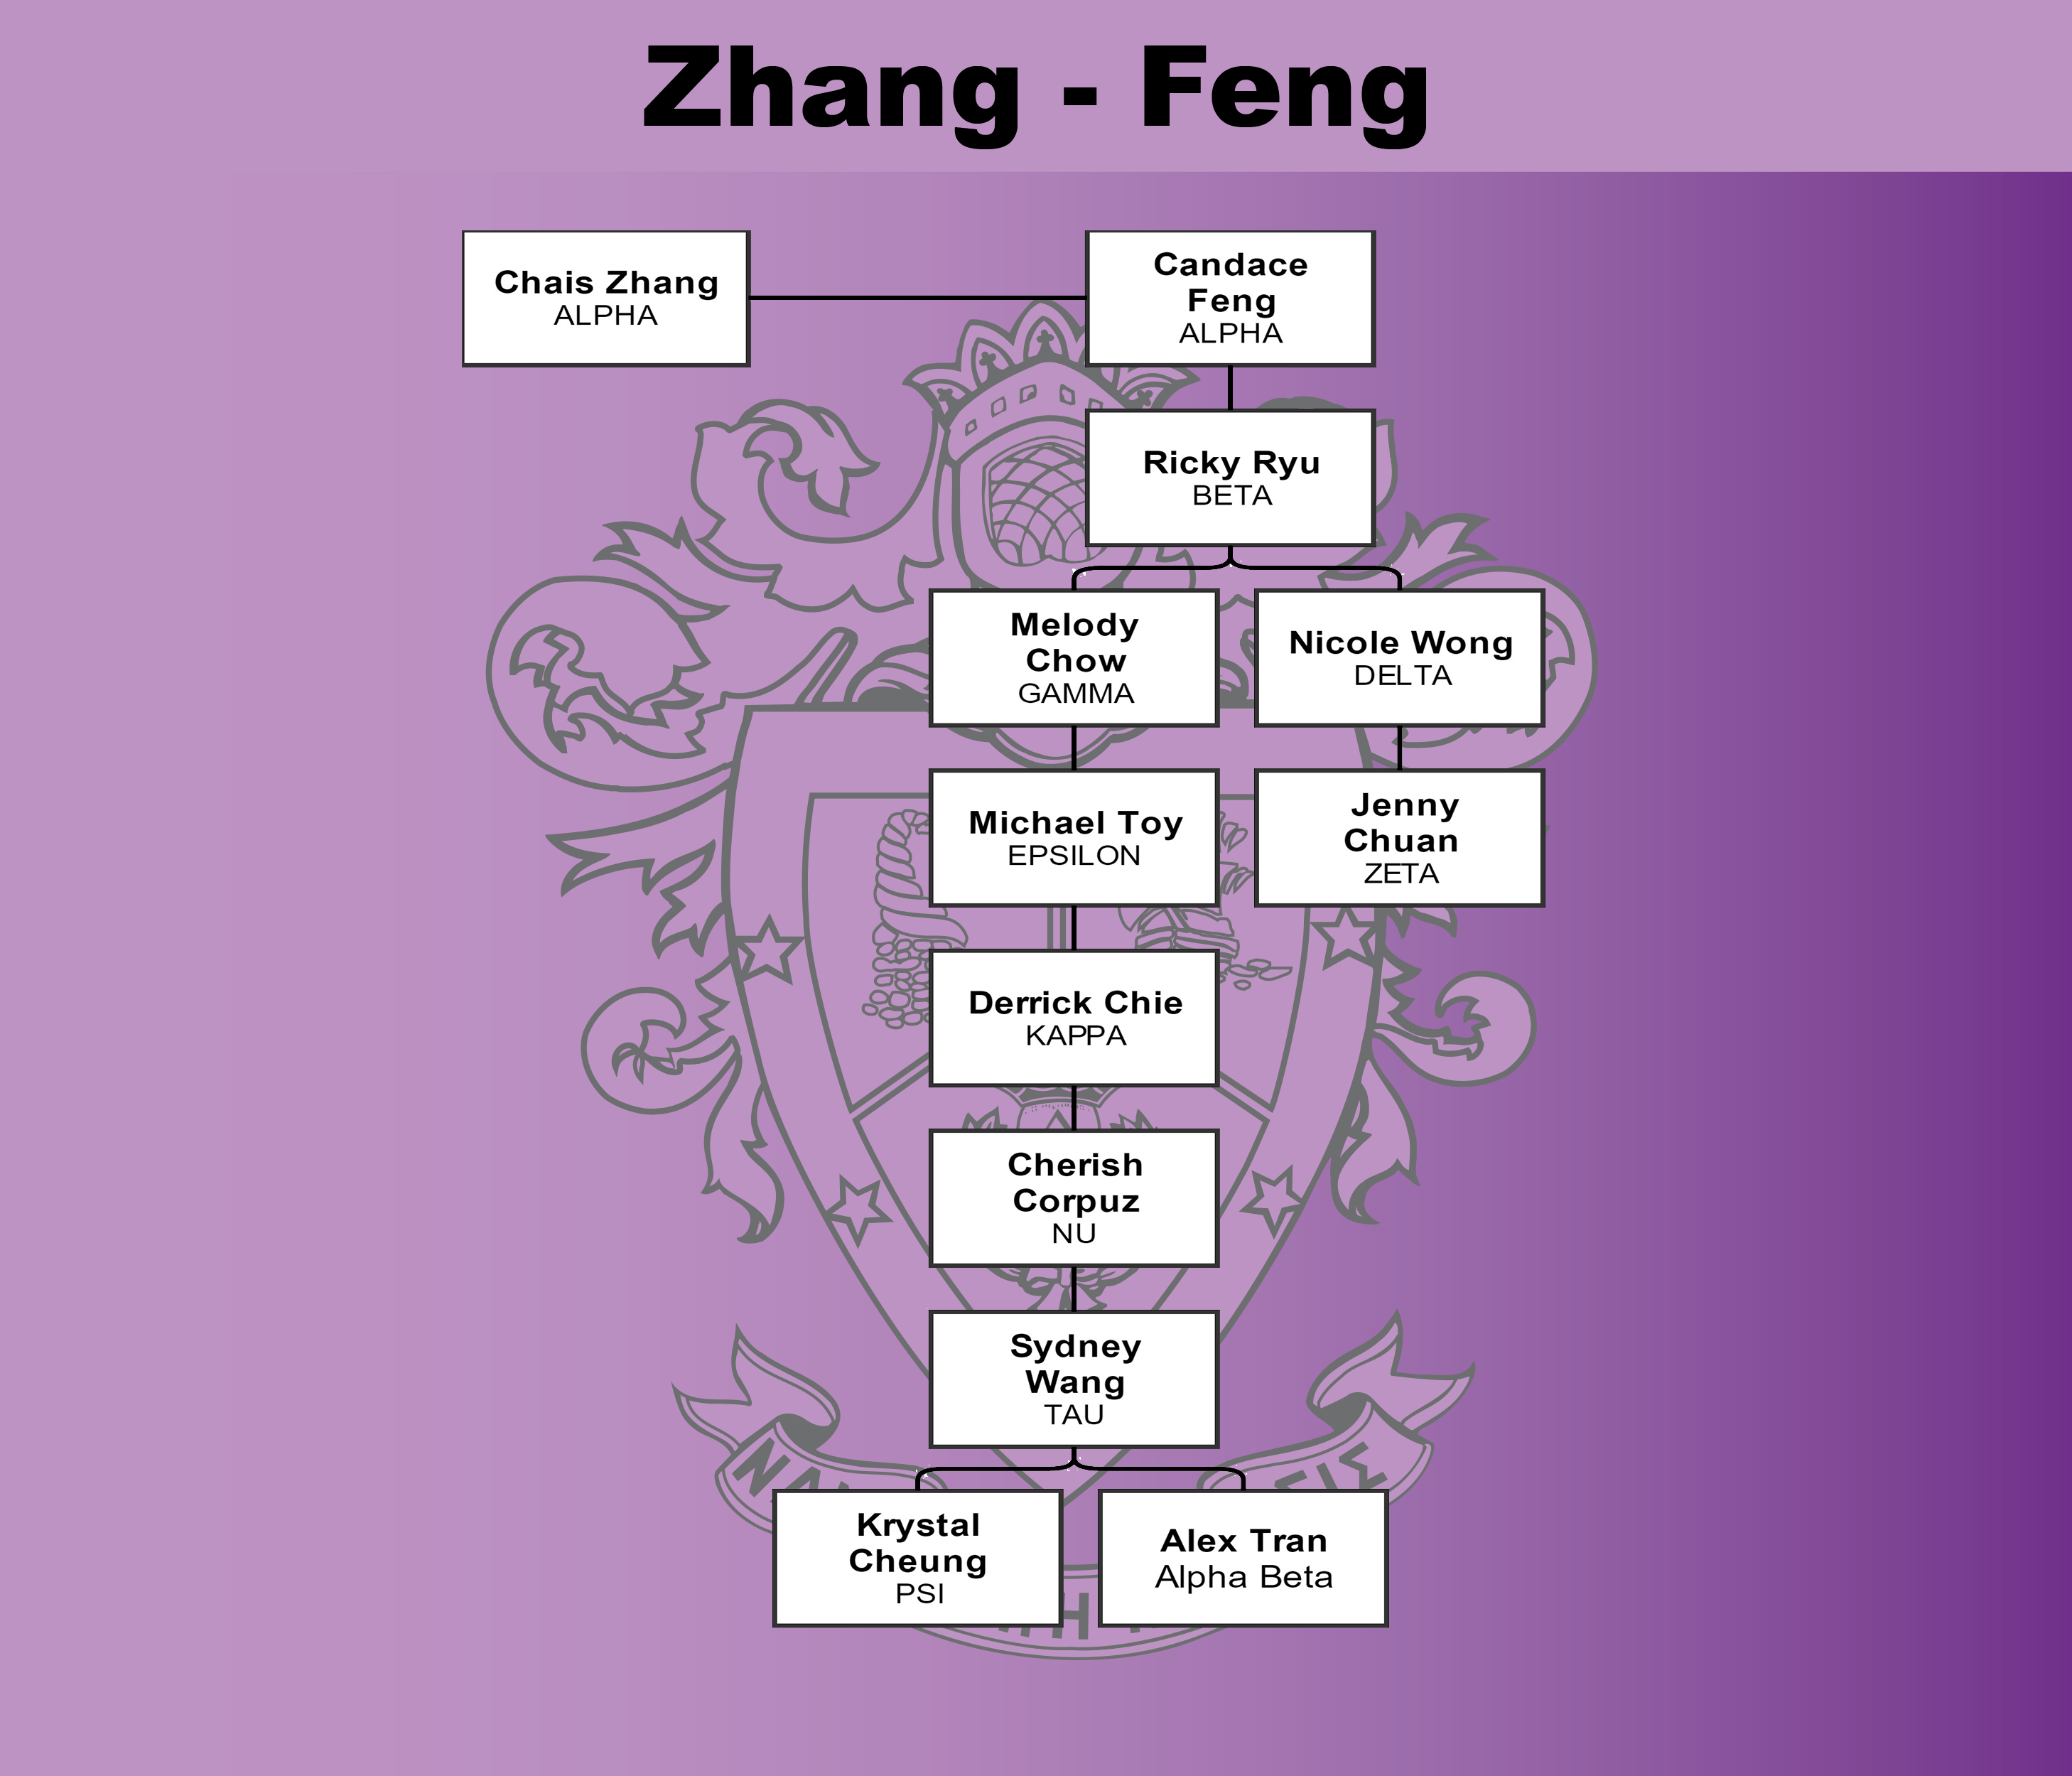 Zhang - Feng
Chais Zhang
ALPHA
Candace
Feng
ALPHA
Ricky Ryu
BETA
Melody
Chow
GAMMA
Nicole Wong
DELTA
Michael Toy
EPSILON
Jenny
Chuan
ZETA
Derrick Chie
KAPPA
Cherish
Corpuz
NU
Sydney
Wang
TAU
Krystal
Cheung
PSI
Alex Tran
Alpha Beta